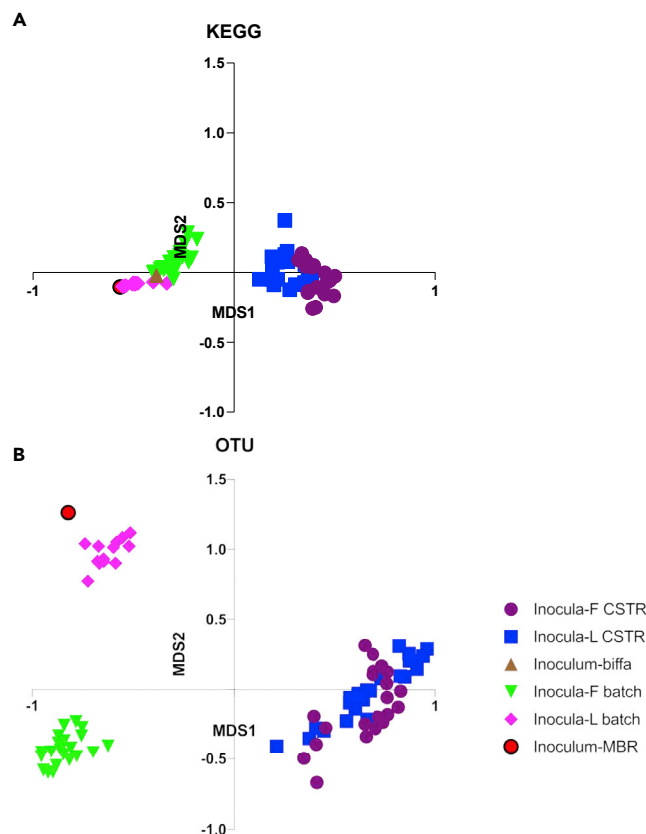 A
KEGG
1.5
1.0
0.5
MDS2
-1
1
MDS1
-0.5
-1.0
B
OTU
1.5
1.0
0.5
MDS2
-1
1
MDS1
-0.5
-1.0
Inocula-F CSTR
Inocula-L CSTR
Inoculum-biffa
Inocula-F batch
Inocula-L batch
Inoculum-MBR